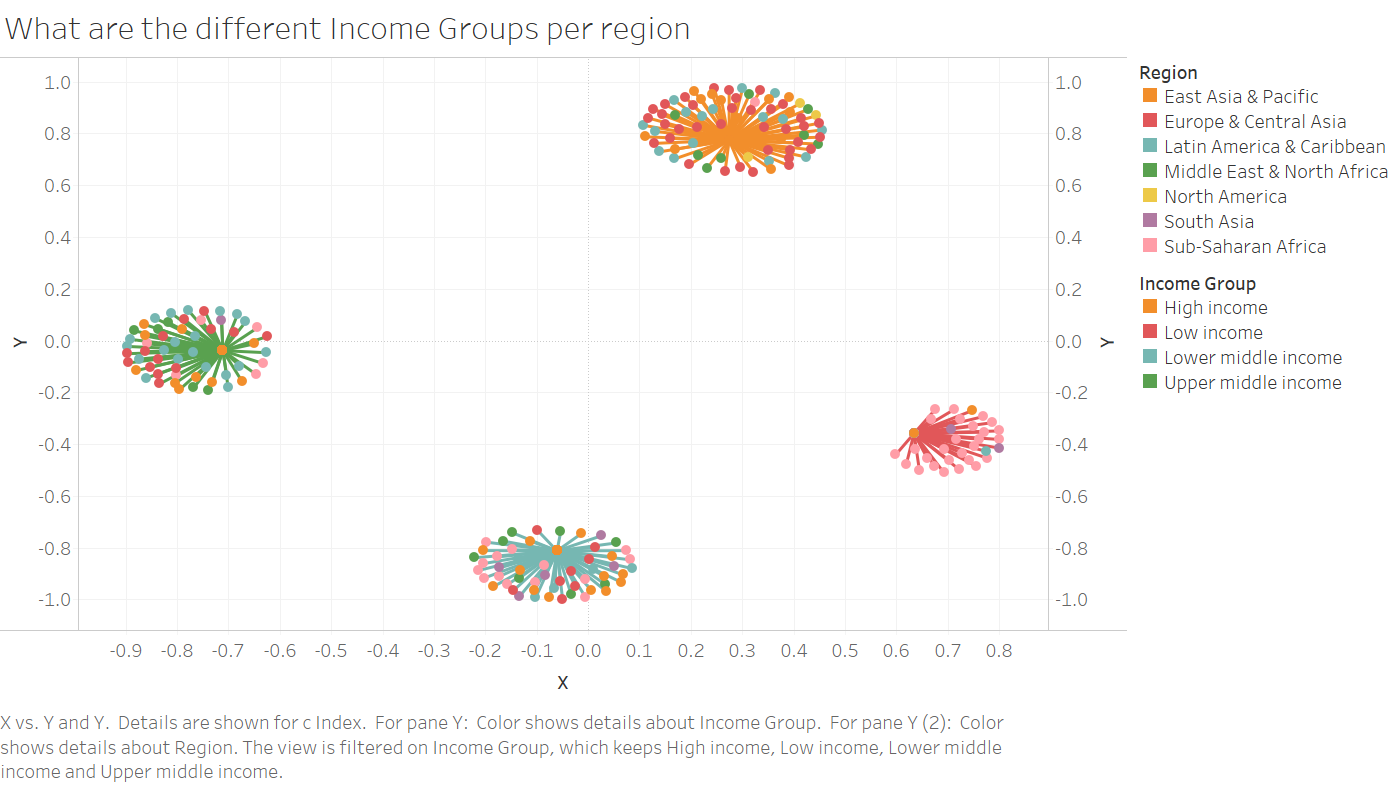 What are the different Income Groups per region
1.0
0.8
0.6
0.4
0.2
0.0
-0.2
-0.4
-0.6
-0.8
-1.0
Y
1.0
0.8
0.6
0.4
0.2
0.0
-0.2
-0.4
-0.6
-0.8
-1.0
Y
-0.9 -0.8 -0.7 -0.6 -0.5 -0.4 -0.3 -0.2 -0.1 0.0 0.1 0.2 0.3 0.4 0.5 0.6 0.7 0.8
X
Region
East Asia & Pacific
Europe & Central Asia
Latin America & Caribbean
Middle East & North Africa
North America
South Asia
Sub-Saharan Africa
Income Group
High income
Low income
Lower middle income
Upper middle income
X vs. Y and Y.  Details are shown for c Index.  For pane Y:  Color shows details about Income Group.  For pane Y (2):  Color
shows details about Region. The view is filtered on Income Group, which keeps High income, Low income, Lower middle
income and Upper middle income.